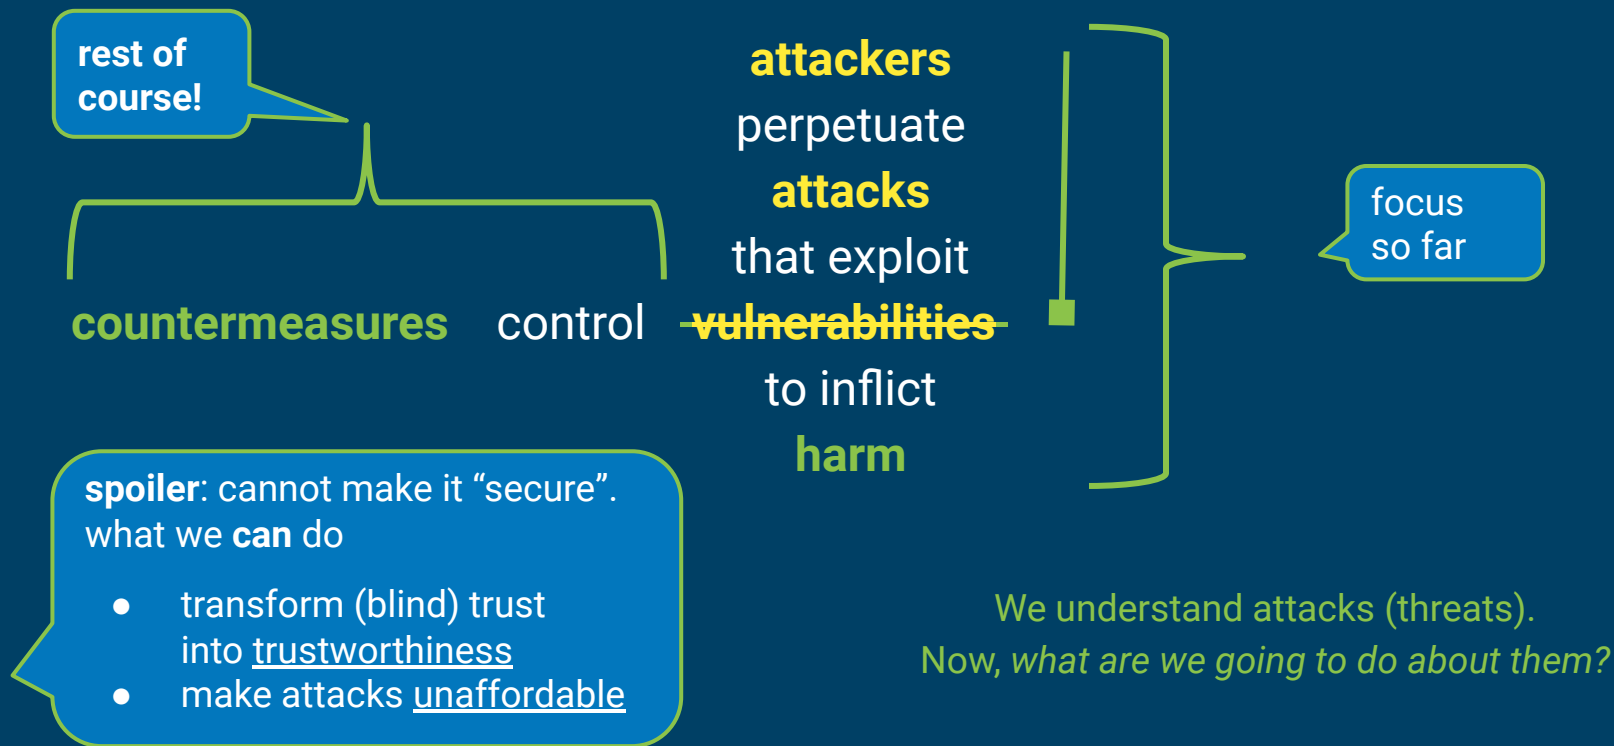 rest of
course!
attackers
perpetuate
attacks
that exploit
countermeasures control vulnerabilities
to inflict
harm
focus
so far
spoiler: cannot make it “secure”.
what we can do
● transform (blind) trust
into trustworthiness
● make attacks unaffordable
We understand attacks (threats).
Now, what are we going to do about them?